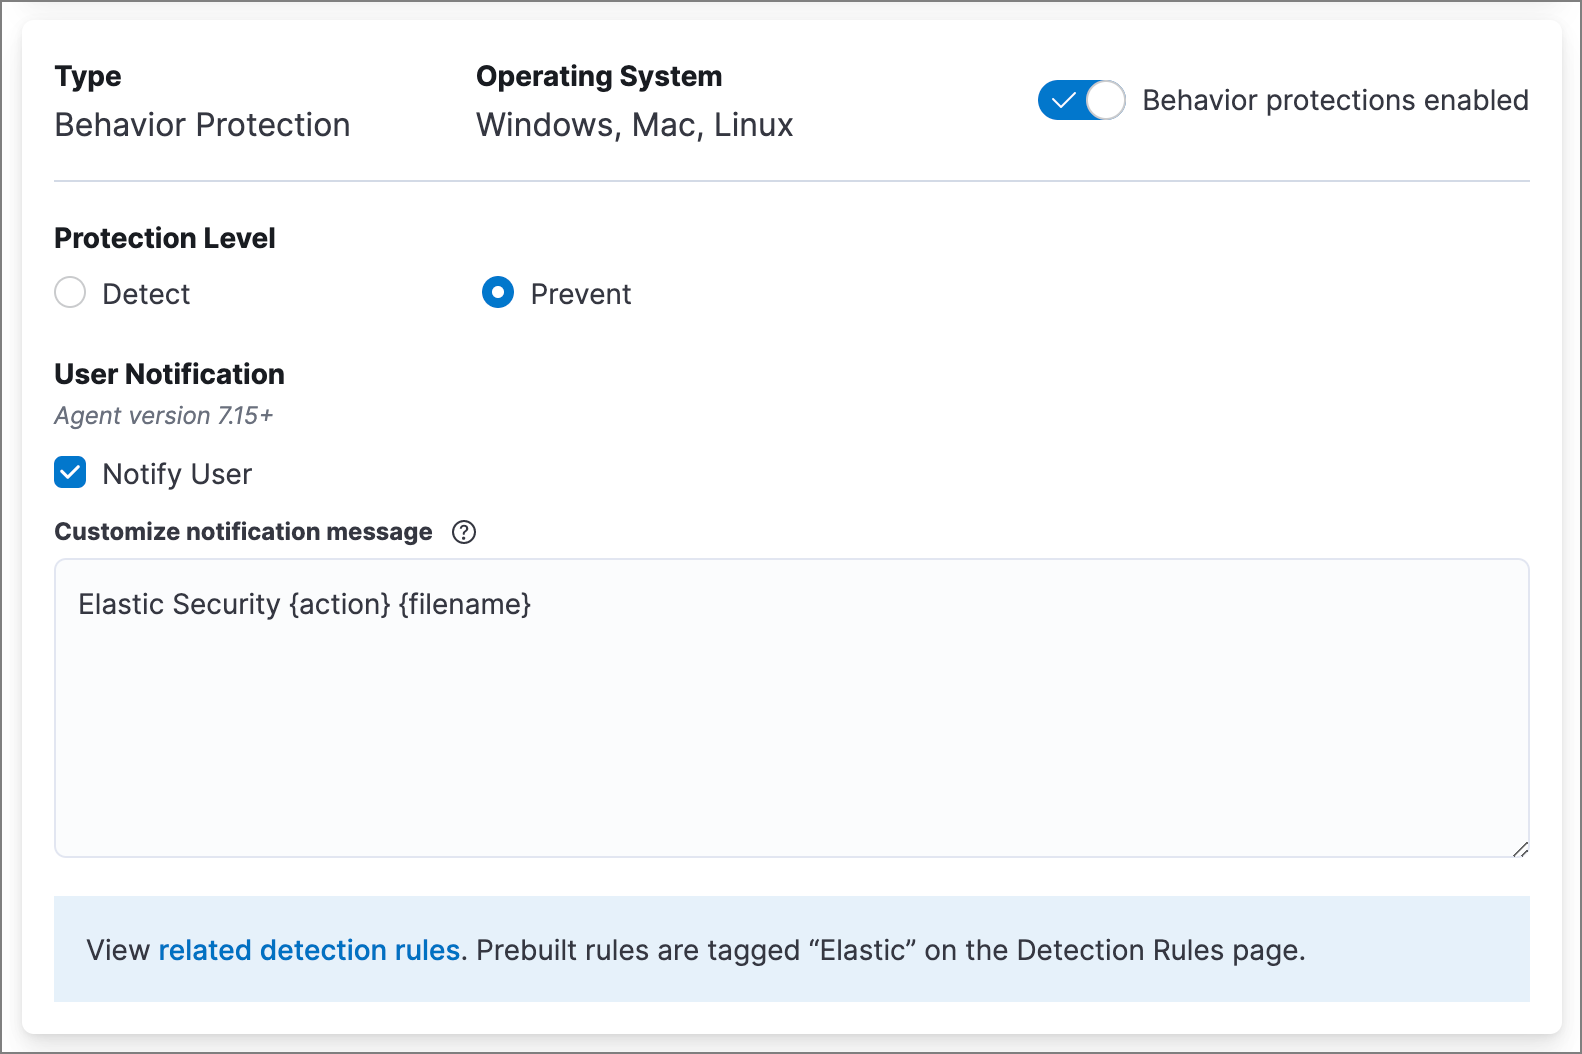 Type
Behavior Protection
Operating System
Windows, Mac, Linux
Behavior protections enabled
Protection Level
Detect
Prevent
User Notification
Agent version 7.15+
Notify User
Customize notification message
Elastic Security {action} {filename}
View related detection rules. Prebuilt rules are tagged “Elastic” on the Detection Rules page.